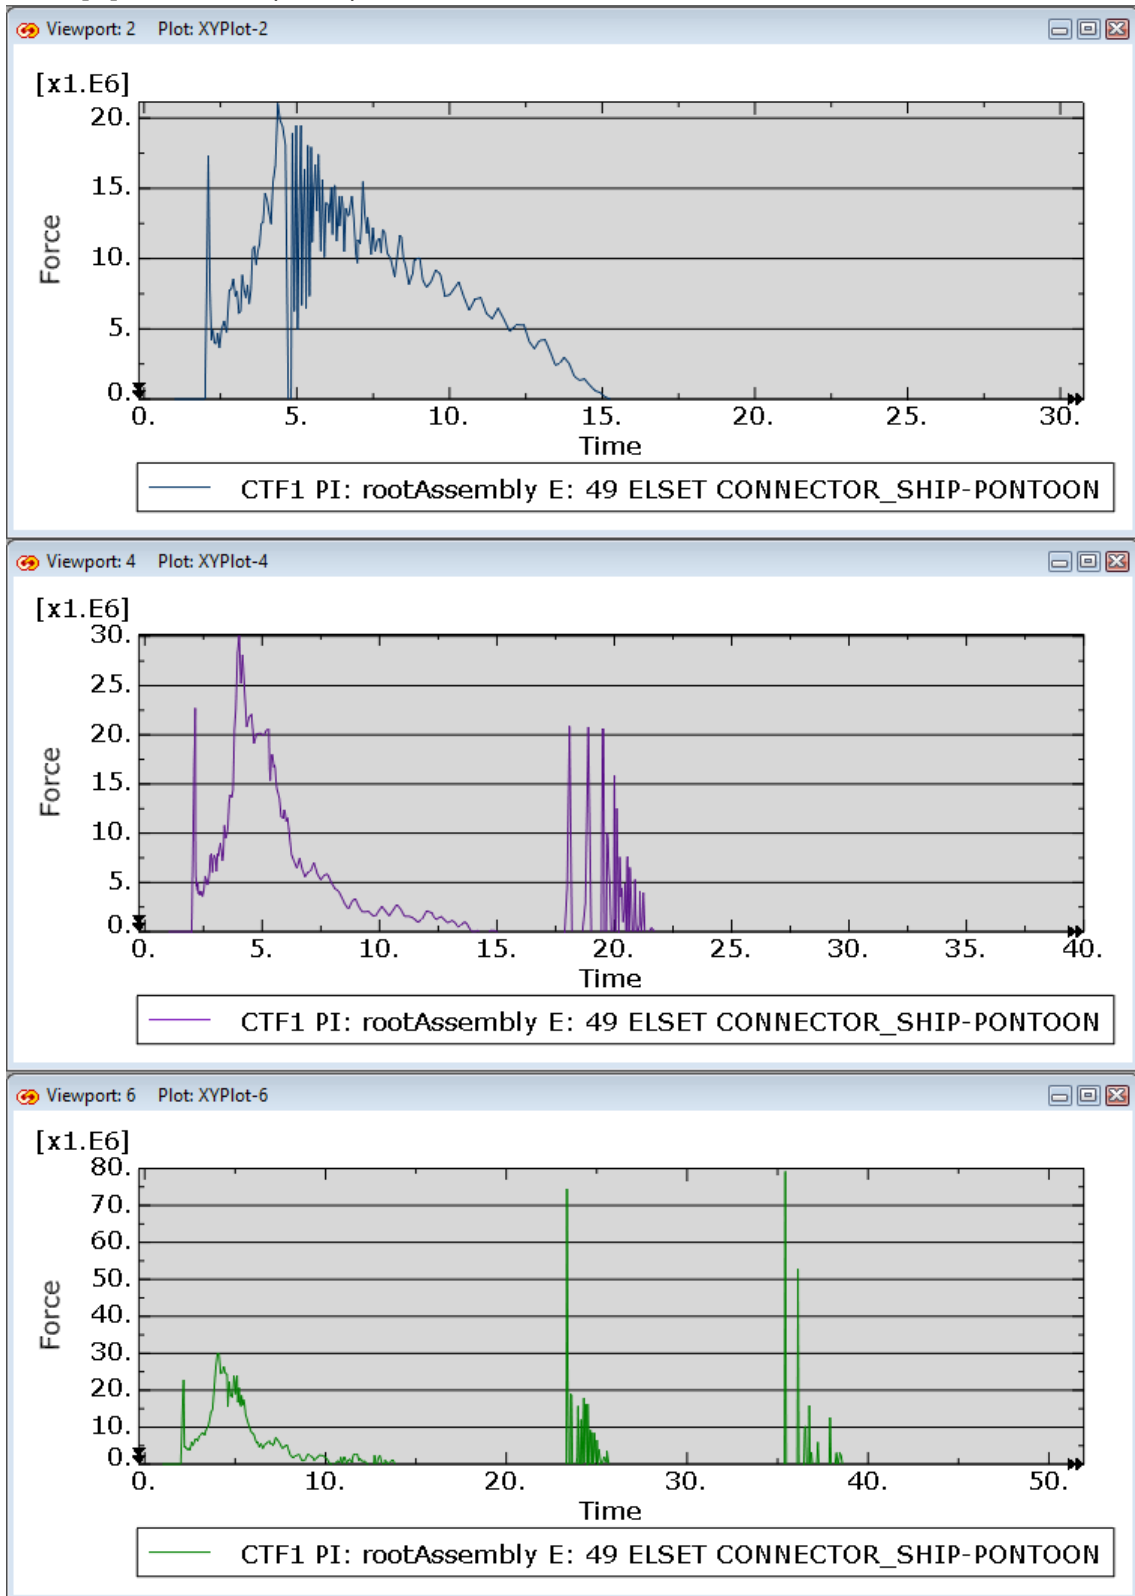 Viewport: 2 Plot: XYPlot-2
[x1.E6]
20.
15.
10.
5.
0.
Force
0. 5. 10. 15. 20. 25. 30.
Time
CTF1 PI: rootAssembly E: 49 ELSET CONNECTOR_SHIP-PONTOON
Viewport: 4 Plot: XYPlot-4
[x1.E6]
30.
25.
20.
15.
10.
5.
0.
Force
0. 5. 10. 15. 20. 25. 30. 35. 40.
Time
CTF1 PI: rootAssembly E: 49 ELSET CONNECTOR_SHIP-PONTOON
Viewport: 6 Plot: XYPlot-6
[x1.E6]
80.
70.
60.
50.
40.
30.
20.
10.
0.
Force
0. 10. 20. 30. 40. 50.
Time
CTF1 PI: rootAssembly E: 49 ELSET CONNECTOR_SHIP-PONTOON